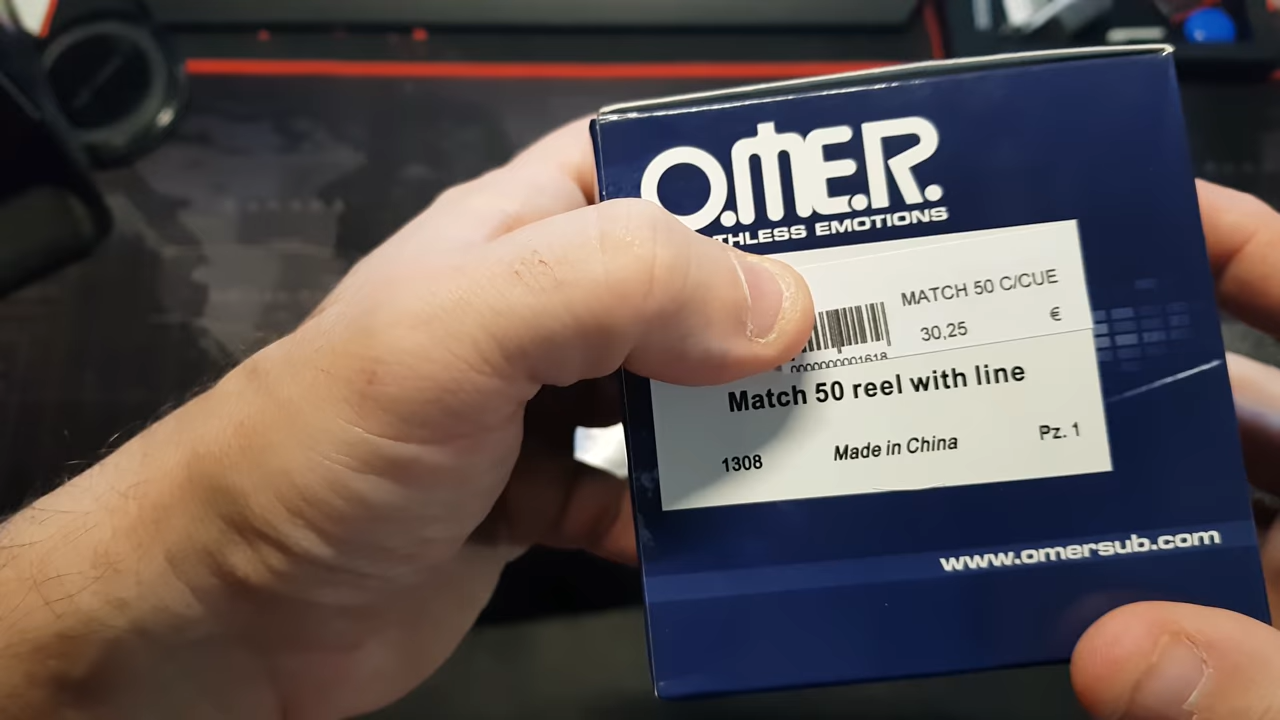 O.ME.R.
EMOTIONS
MATCH 50 C/CUE
30,25 €
0000000001618
Match 50 reel with line
1308 Made in China Pz. 1
www.omersub.com